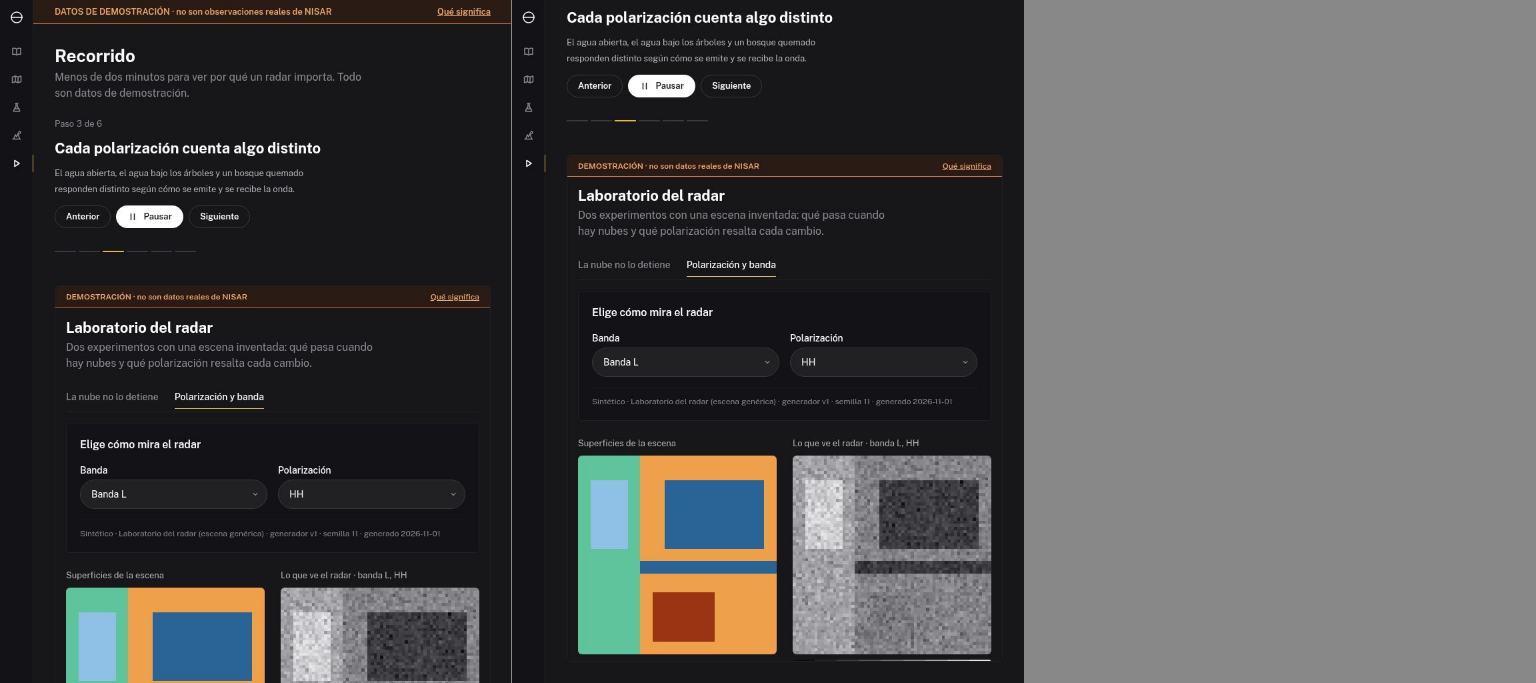 DATOS DE DEMOSTRACIÓN · no son observaciones reales de NISAR
Qué significa
Recorrido
Menos de dos minutos para ver por qué un radar importa. Todo
son datos de demostración.
Paso 3 de 6
Cada polarización cuenta algo distinto
El agua abierta, el agua bajo los árboles y un bosque quemado
responden distinto según cómo se emite y se recibe la onda.
Anterior
Pausar
Siguiente
DEMOSTRACIÓN · no son datos reales de NISAR
Qué significa
Laboratorio del radar
Dos experimentos con una escena inventada: qué pasa cuando
hay nubes y qué polarización resalta cada cambio.
La nube no lo detiene
Polarización y banda
Elige cómo mira el radar
Banda
Polarización
Banda L
HH
Sintético · Laboratorio del radar (escena genérica) · generador v1 · semilla 11 · generado 2026-11-01
Superficies de la escena
Lo que ve el radar · banda L, HH
Cada polarización cuenta algo distinto
El agua abierta, el agua bajo los árboles y un bosque quemado
responden distinto según cómo se emite y se recibe la onda.
Anterior
Pausar
Siguiente
DEMOSTRACIÓN · no son datos reales de NISAR
Qué significa
Laboratorio del radar
Dos experimentos con una escena inventada: qué pasa cuando
hay nubes y qué polarización resalta cada cambio.
La nube no lo detiene
Polarización y banda
Elige cómo mira el radar
Banda
Polarización
Banda L
HH
Sintético · Laboratorio del radar (escena genérica) · generador v1 · semilla 11 · generado 2026-11-01
Superficies de la escena
Lo que ve el radar · banda L, HH